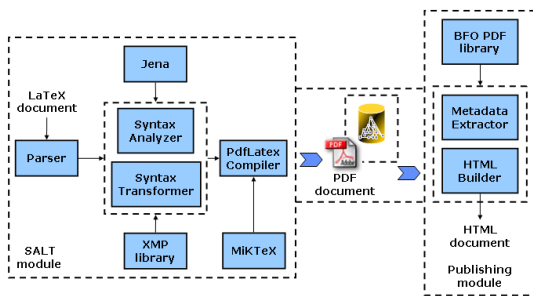 BFO PDF
library
Jena
LaTeX
document
Syntax
Analyzer
Metadata
Extractor
Parser
PdfLatex
Compiler
PDF
Adobe
Syntax
Transformer
HTML
Builder
PDF
document
SALT
module
XMP
library
MiKTeX
HTML
document
Publishing
module